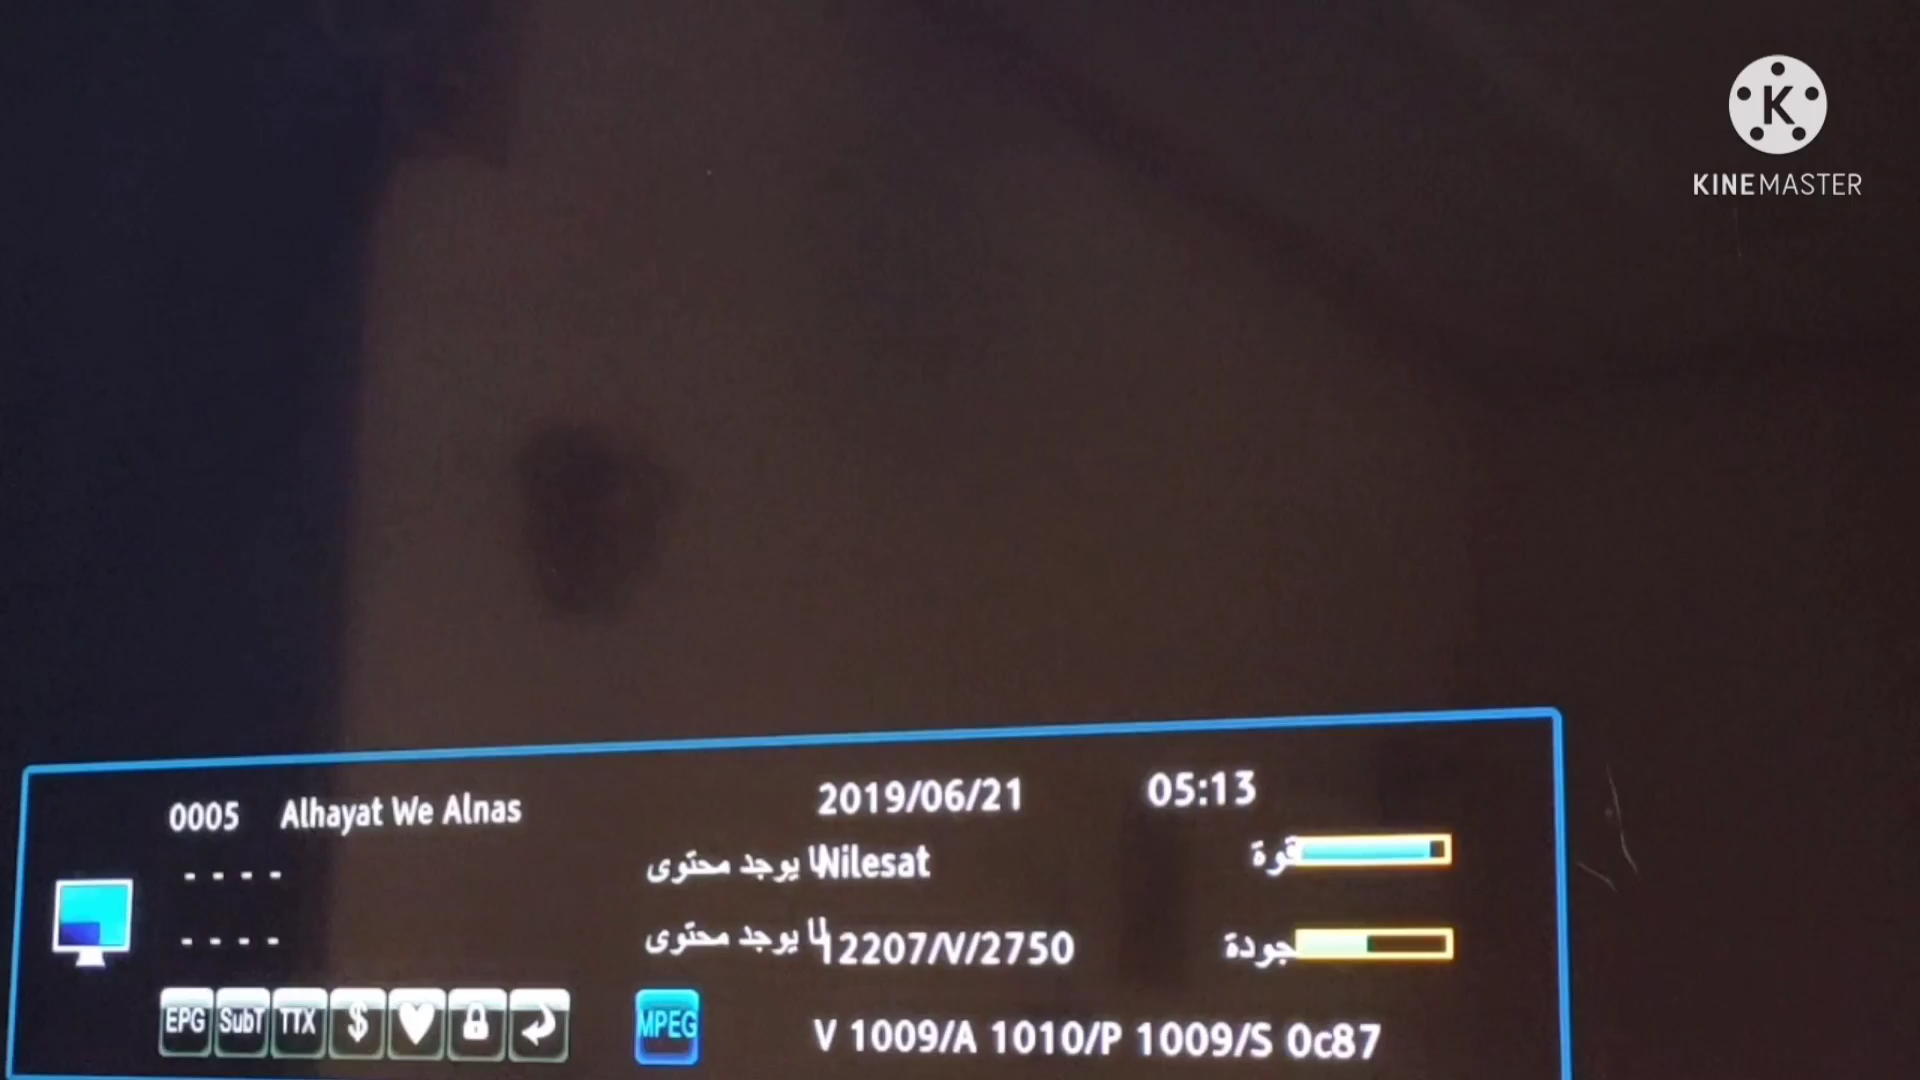 K
KINEMASTER
0005 Alhayat We Alnas 2019/06/21 05:13
- - - - لا يوجد محتوى Nilesat قوة
- - - - لا يوجد محتوى 12207/V/2750 جودة
EPG SubT TTX $ MPEG V 1009/A 1010/P 1009/S 0c87